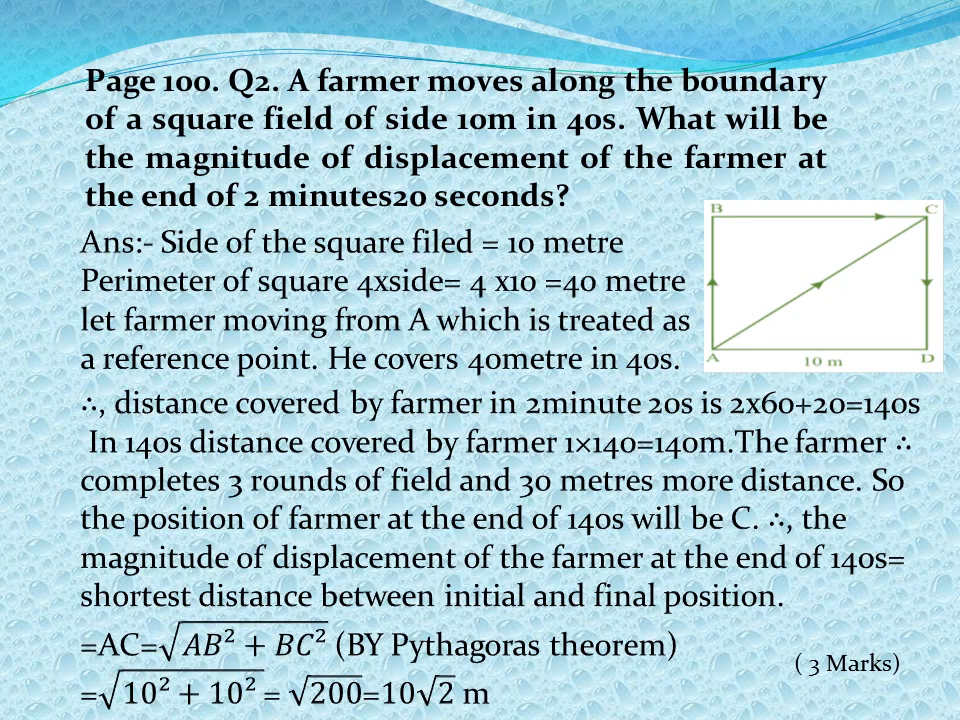 Page 100. Q2. A farmer moves along the boundary
of a square field of side 10m in 40s. What will be
the magnitude of displacement of the farmer at
the end of 2 minutes20 seconds?
Ans:- Side of the square filed = 10 metre
Perimeter of square 4xside= 4 x10 =40 metre
let farmer moving from A which is treated as
a reference point. He covers 40metre in 40s.
B C
A 10 m D
∴, distance covered by farmer in 2minute 20s is 2x60+20=140s
In 140s distance covered by farmer 1×140=140m.The farmer ∴
completes 3 rounds of field and 30 metres more distance. So
the position of farmer at the end of 140s will be C. ∴, the
magnitude of displacement of the farmer at the end of 140s=
shortest distance between initial and final position.
=AC=√(AB² + BC²) (BY Pythagoras theorem)
=√(10² + 10²) = √200=10√2 m
( 3 Marks)